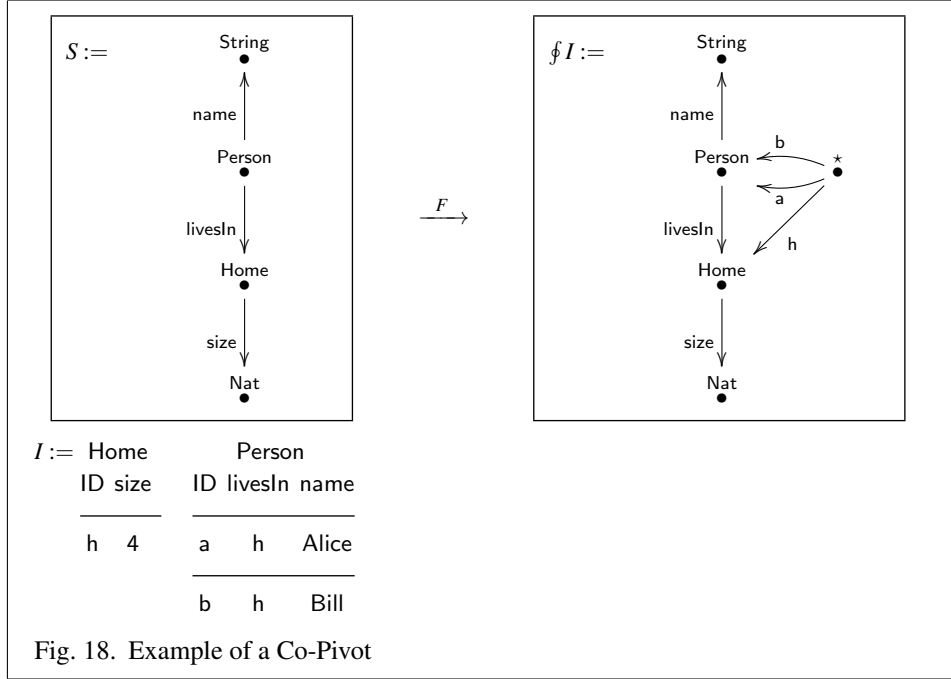 S :=
String
name
Person
livesIn
Home
size
Nat
F
∮ I :=
String
name
Person
b
⋆
a
livesIn
h
Home
size
Nat
I := Home Person
ID size ID livesIn name
h 4 a h Alice
b h Bill
Fig. 18. Example of a Co-Pivot